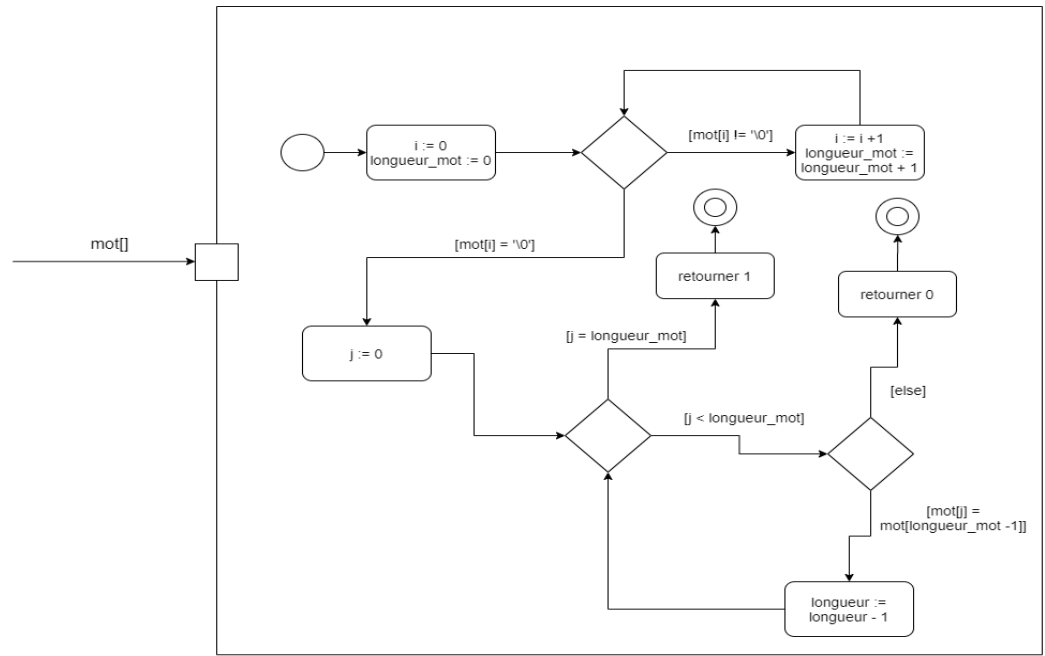 i := 0
longueur_mot := 0
[mot[i] != '\0']
i := i +1
longueur_mot :=
longueur_mot + 1
mot[]
[mot[i] = '\0']
retourner 1
retourner 0
j := 0
[j = longueur_mot]
[j < longueur_mot]
[else]
[mot[j] =
mot[longueur_mot -1]]
longueur :=
longueur - 1